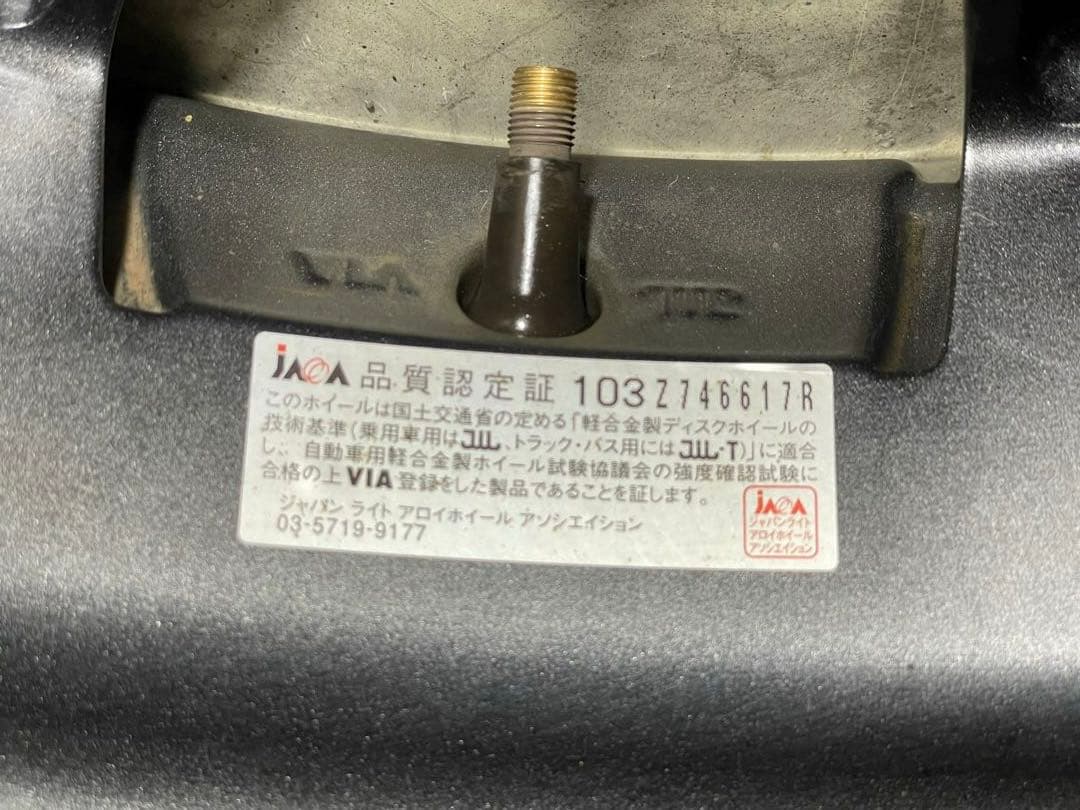 VIA
JAWA 品質認定証 103Z746617R
このホイールは国土交通省の定める「軽合金製ディスクホイールの
技術基準(乗用車用はJWL、トラック・バス用にはJWL-T)」に適合
し、自動車用軽合金製ホイール試験協議会の強度確認試験に
合格の上VIA登録をした製品であることを証します。
ジャパン ライト アロイホイール アソシエイション
03-5719-9177
JAWA
ジャパンライト
アロイホイール
アソシエイション